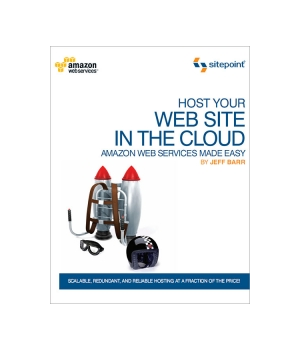 amazon
web services™
sitepoint®
HOST YOUR
WEB SITE
IN THE CLOUD
AMAZON WEB SERVICES MADE EASY
BY JEFF BARR
SCALABLE, REDUNDANT, AND RELIABLE HOSTING AT A FRACTION OF THE PRICE!